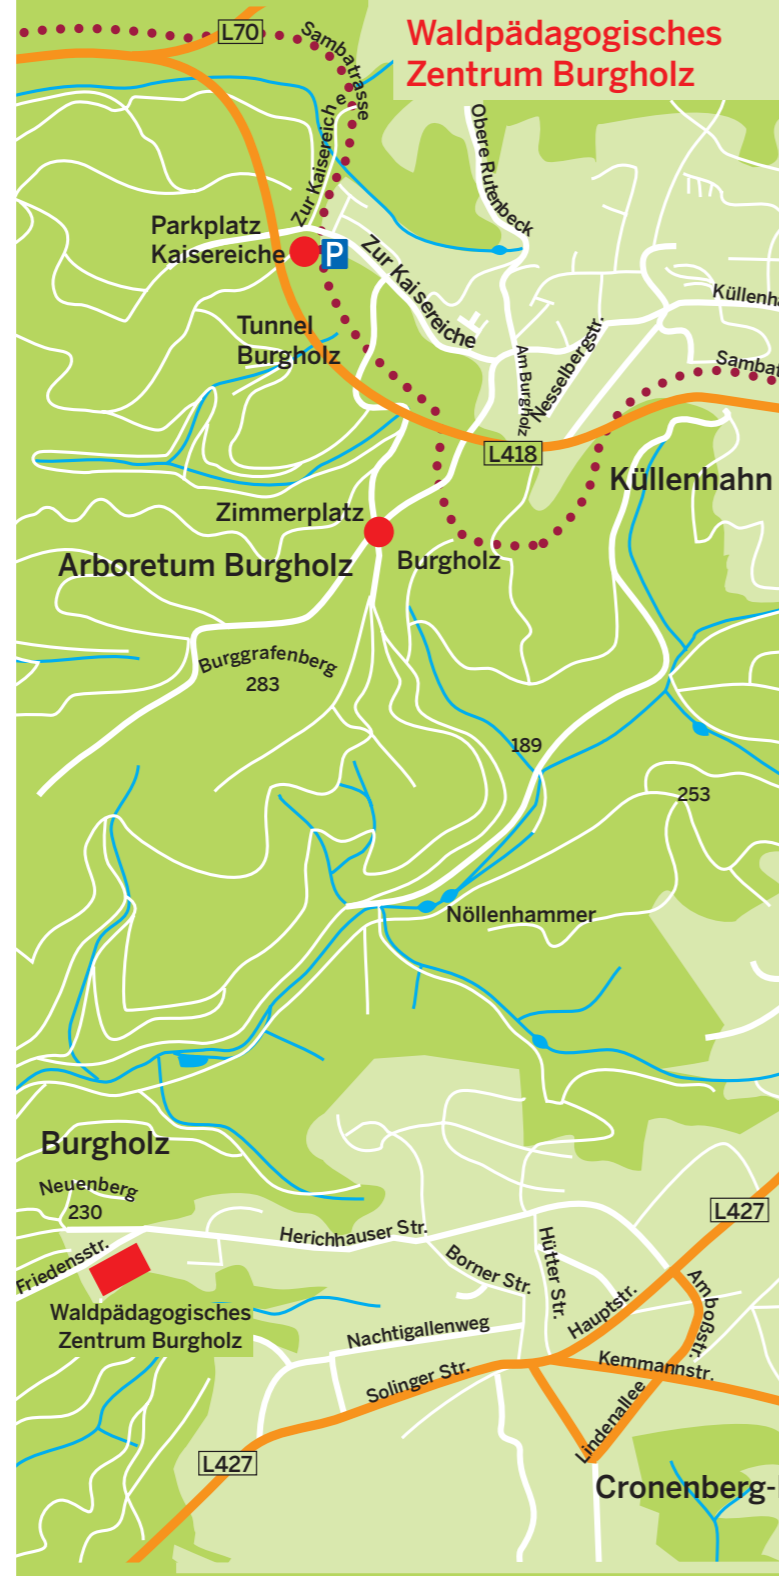 Waldpädagogisches
Zentrum Burgholz
L70
Sambatrasse
Zur Kaisereiche
Obere Rutenbeck
Parkplatz
Kaisereiche
P
Zur Kaisereiche
Küllenha
Tunnel
Burgholz
Am Burgholz
Nesselbergstr.
Sambat
L418
Küllenhahn
Zimmerplatz
Arboretum Burgholz
Burgholz
Burggrafenberg
283
189
253
Nöllenhammer
Burgholz
Neuenberg
230
L427
Herichhauser Str.
Friedensstr.
Borner Str.
Hütter Str.
Hauptstr.
Amboßstr.
Waldpädagogisches
Zentrum Burgholz
Nachtigallenweg
Kemmannstr.
Solinger Str.
Lindenallee
L427
Cronenberg-